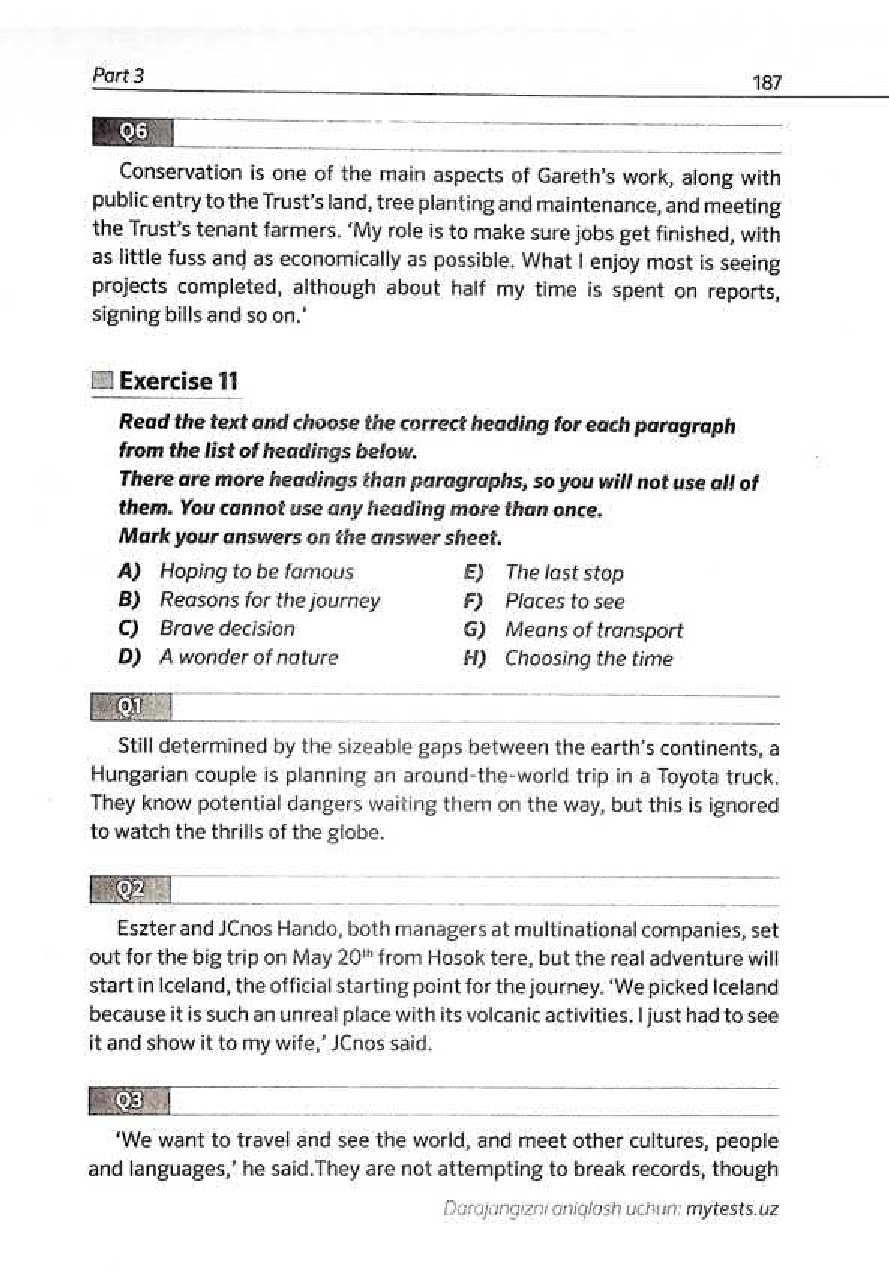 Part 3
187
Q6
Conservation is one of the main aspects of Gareth's work, along with
public entry to the Trust's land, tree planting and maintenance, and meeting
the Trust's tenant farmers. 'My role is to make sure jobs get finished, with
as little fuss and as economically as possible. What I enjoy most is seeing
projects completed, although about half my time is spent on reports,
signing bills and so on.'
Exercise 11
Read the text and choose the correct heading for each paragraph
from the list of headings below.
There are more headings than paragraphs, so you will not use all of
them. You cannot use any heading more than once.
Mark your answers on the answer sheet.
A) Hoping to be famous
B) Reasons for the journey
C) Brave decision
D) A wonder of nature
E) The last stop
F) Places to see
G) Means of transport
H) Choosing the time
Q1
Still determined by the sizeable gaps between the earth's continents, a
Hungarian couple is planning an around-the-world trip in a Toyota truck.
They know potential dangers waiting them on the way, but this is ignored
to watch the thrills of the globe.
Q2
Eszter and JCnos Hando, both managers at multinational companies, set
out for the big trip on May 20th from Hosok tere, but the real adventure will
start in Iceland, the official starting point for the journey. 'We picked Iceland
because it is such an unreal place with its volcanic activities. I just had to see
it and show it to my wife,' JCnos said.
Q3
'We want to travel and see the world, and meet other cultures, people
and languages,' he said.They are not attempting to break records, though
Darajangizni aniqlash uchun: mytests.uz